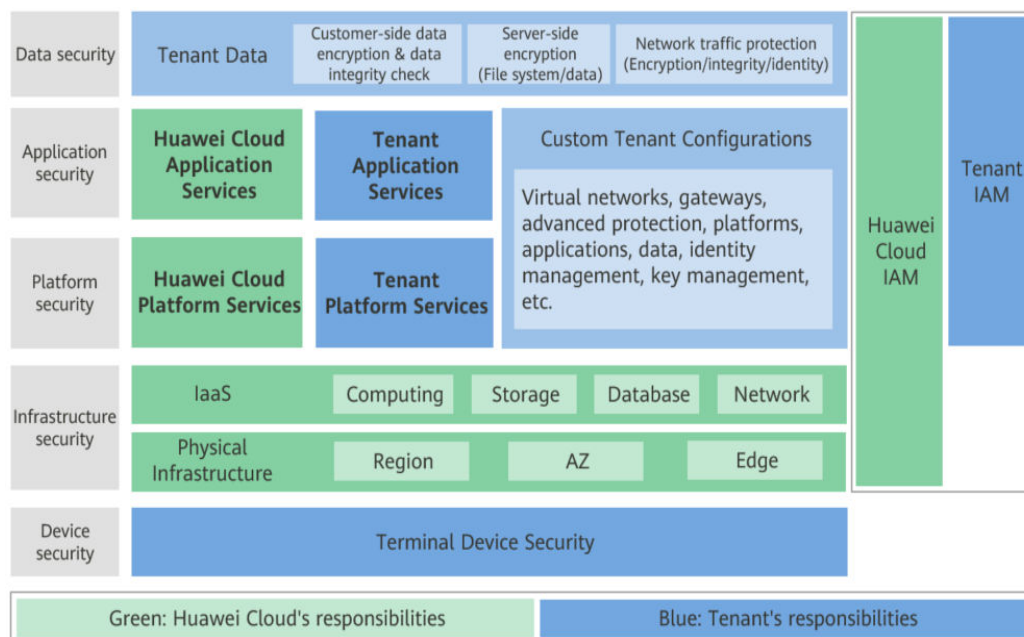 Data security
Tenant Data
Customer-side data
encryption & data
integrity check
Server-side
encryption
(File system/data)
Network traffic protection
(Encryption/integrity/identity)
Application
security
Huawei Cloud
Application
Services
Tenant
Application
Services
Custom Tenant Configurations
Virtual networks, gateways,
advanced protection, platforms,
applications, data, identity
management, key management,
etc.
Platform
security
Huawei Cloud
Platform Services
Tenant
Platform Services
Huawei
Cloud
IAM
Tenant
IAM
Infrastructure
security
IaaS
Computing
Storage
Database
Network
Physical
Infrastructure
Region
AZ
Edge
Device
security
Terminal Device Security
Green: Huawei Cloud's responsibilities
Blue: Tenant's responsibilities